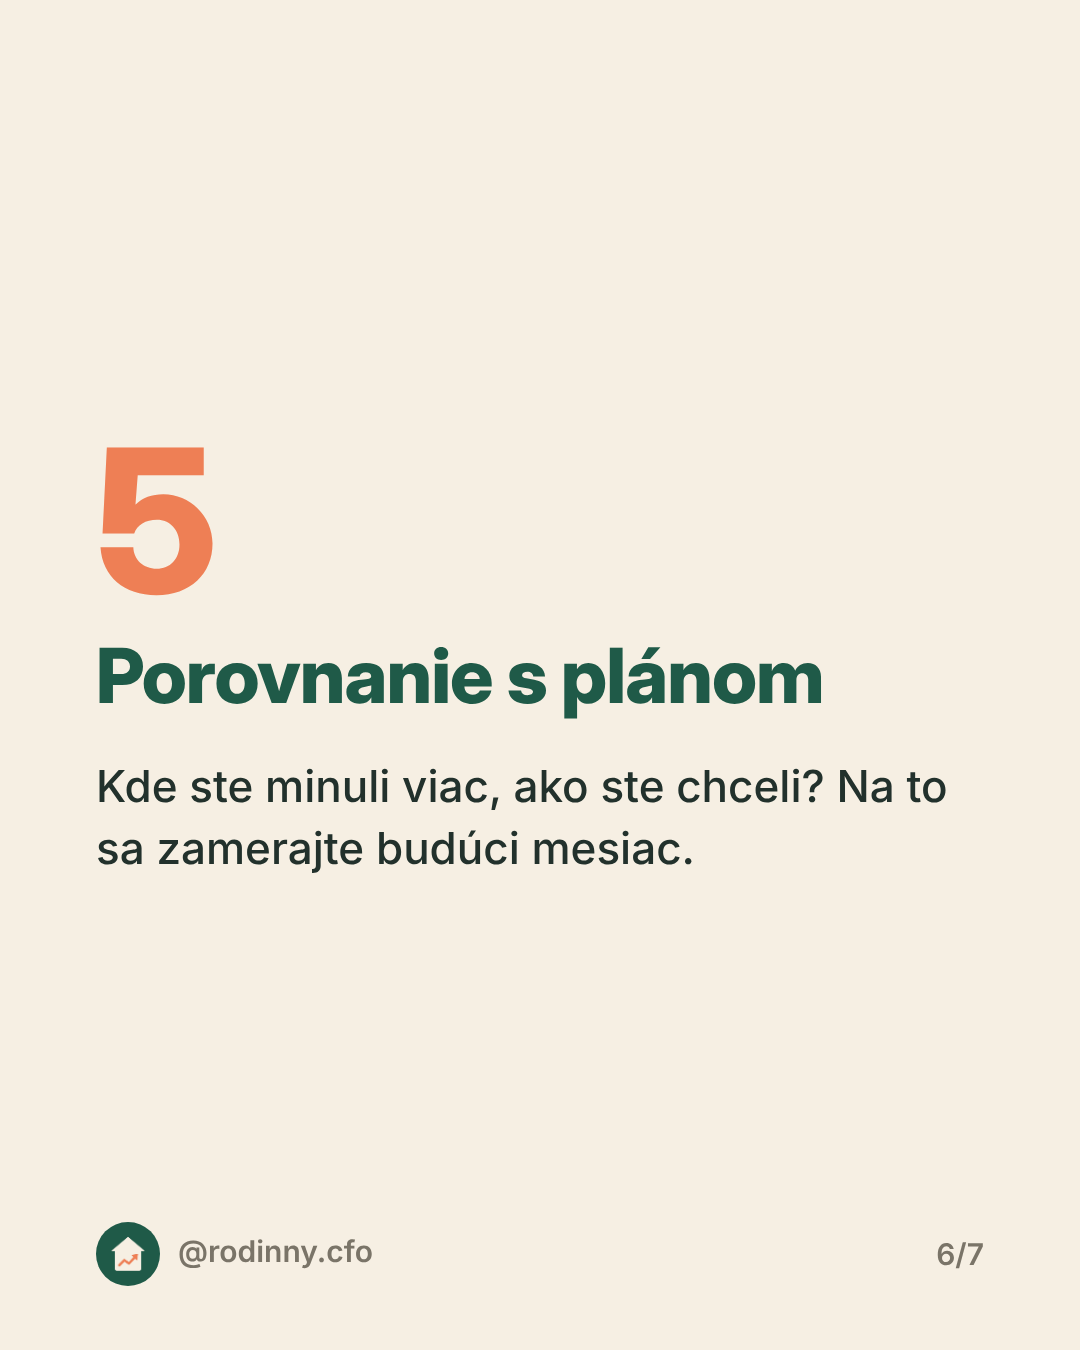 5
Porovnanie s plánom
Kde ste minuli viac, ako ste chceli? Na to
sa zamerajte budúci mesiac.
@rodinny.cfo
6/7